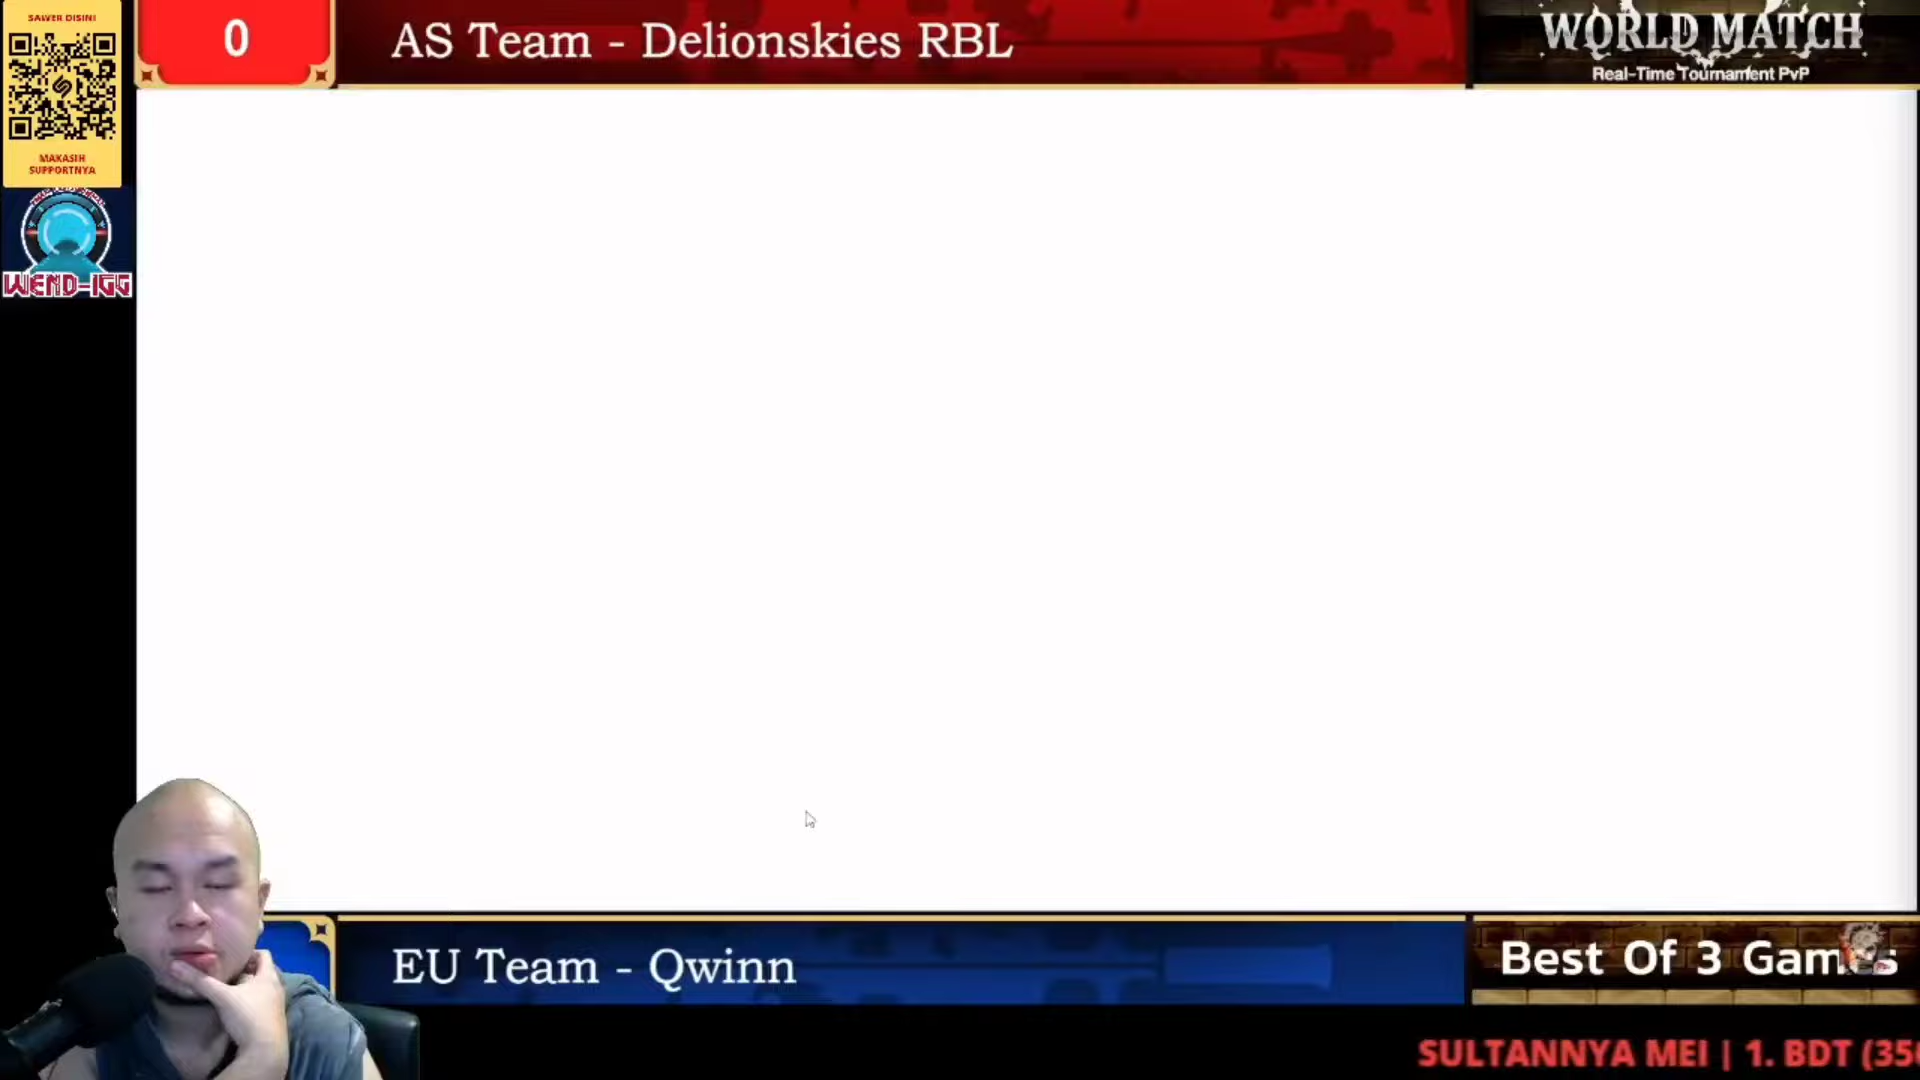 SAWER DISINI
0
AS Team - Delionskies RBL
WORLD MATCH
Real-Time Tournament PvP
MAKASIH
SUPPORTNYA
WEND-IGG
EU Team - Qwinn
Best Of 3 Games
SULTANNYA MEI | 1. BDT (350